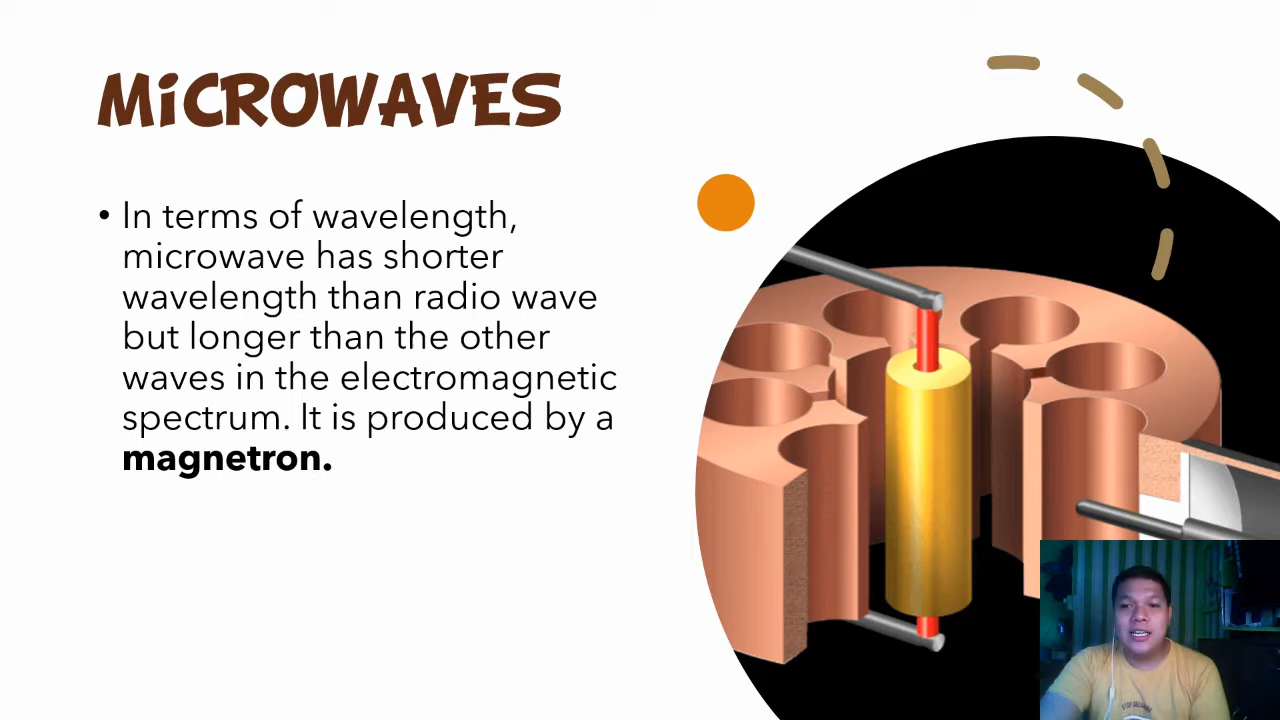 MiCROWAVES
• In terms of wavelength,
microwave has shorter
wavelength than radio wave
but longer than the other
waves in the electromagnetic
spectrum. It is produced by a
magnetron.